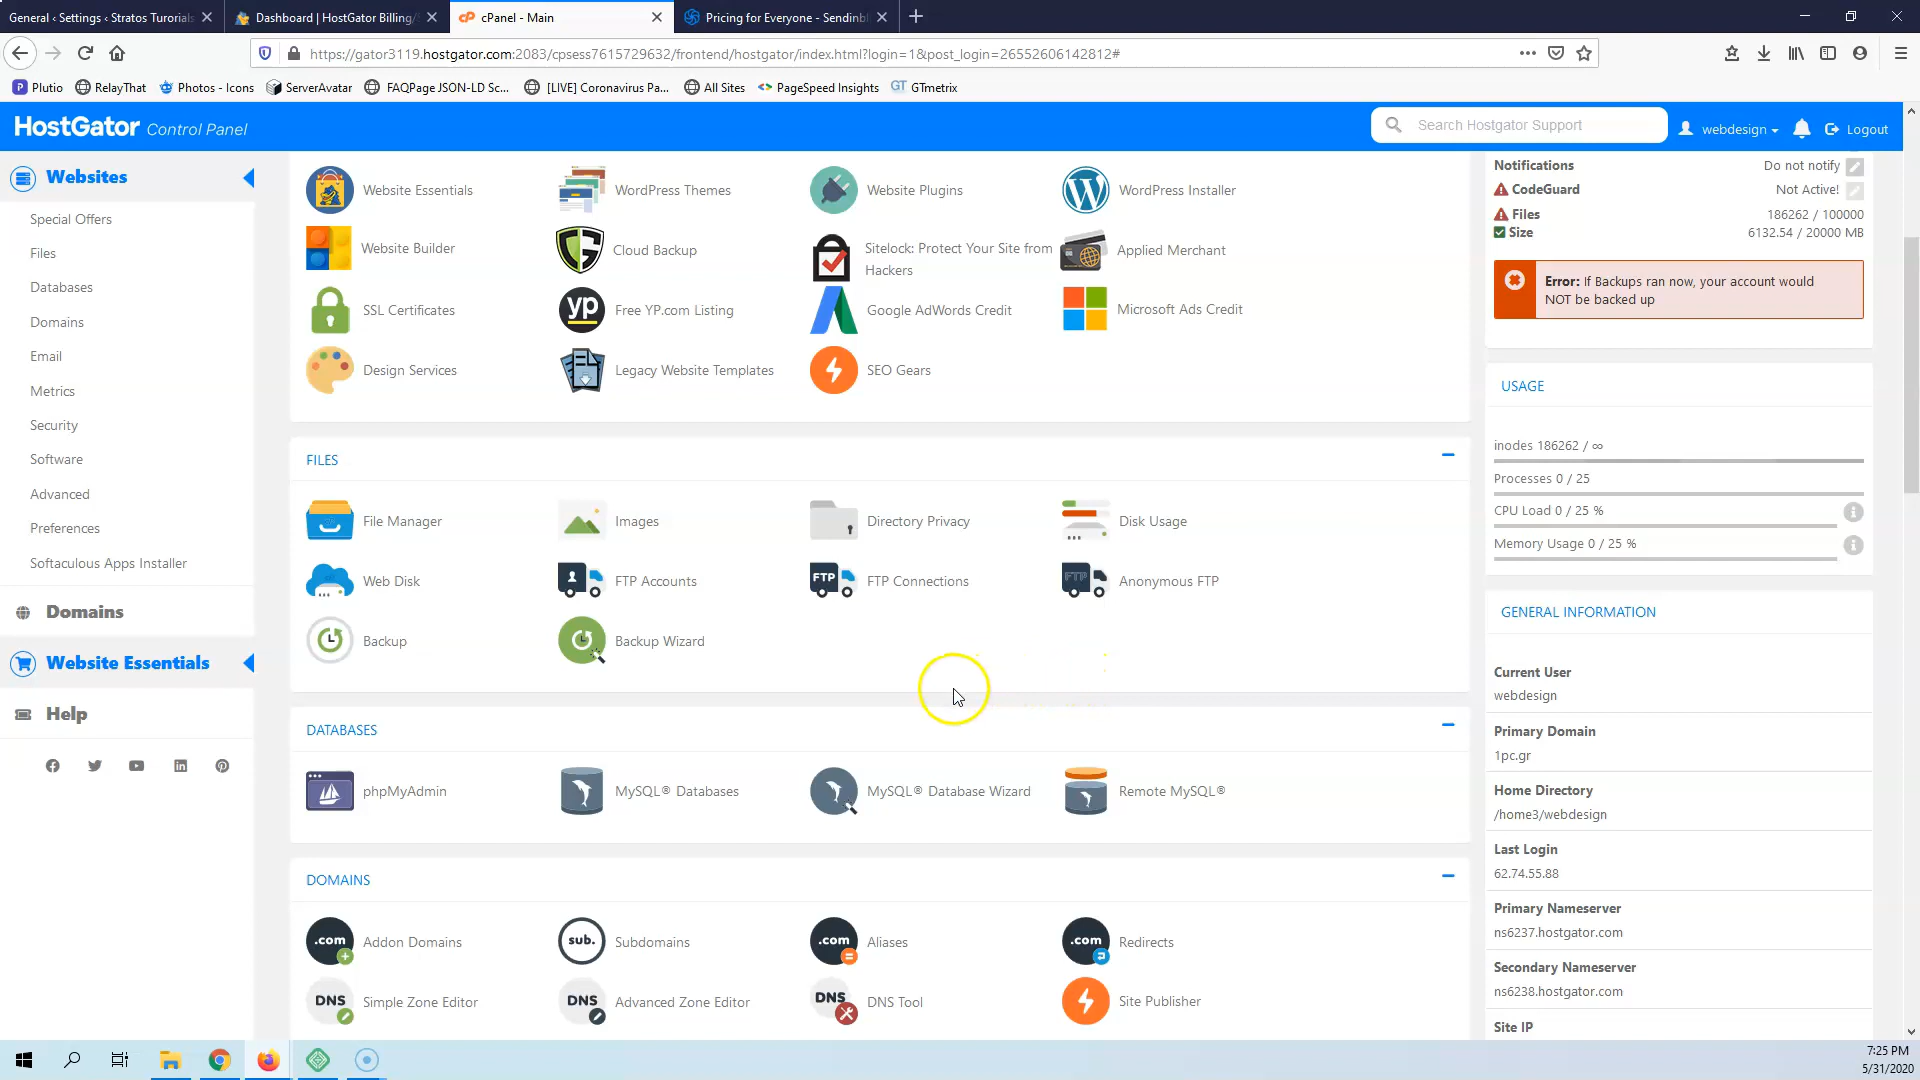 General ‹ Settings ‹ Stratos Turorials
Dashboard | HostGator Billing/
cPanel - Main
Pricing for Everyone - Sendinbl
https://gator3119.hostgator.com:2083/cpsess7615729632/frontend/hostgator/index.html?login=1&post_login=26552606142812#
Plutio
RelayThat
Photos - Icons
ServerAvatar
FAQPage JSON-LD Sc...
[LIVE] Coronavirus Pa...
All Sites
PageSpeed Insights
GTmetrix
HostGator Control Panel
Search Hostgator Support
webdesign
Logout
Websites
Special Offers
Files
Databases
Domains
Email
Metrics
Security
Software
Advanced
Preferences
Softaculous Apps Installer
Domains
Website Essentials
Help
Website Essentials
WordPress Themes
Website Plugins
WordPress Installer
Website Builder
Cloud Backup
Sitelock: Protect Your Site from
Hackers
Applied Merchant
SSL Certificates
yp
Free YP.com Listing
Google AdWords Credit
Microsoft Ads Credit
Design Services
Legacy Website Templates
SEO Gears
FILES
File Manager
Images
Directory Privacy
Disk Usage
Web Disk
FTP Accounts
FTP
FTP Connections
FTP
Anonymous FTP
Backup
Backup Wizard
DATABASES
phpMyAdmin
MySQL® Databases
MySQL® Database Wizard
Remote MySQL®
DOMAINS
.com
Addon Domains
sub.
Subdomains
.com
Aliases
.com
Redirects
DNS
Simple Zone Editor
DNS
Advanced Zone Editor
DNS
DNS Tool
Site Publisher
Notifications
Do not notify
CodeGuard
Not Active!
Files
186262 / 100000
Size
6132.54 / 20000 MB
Error: If Backups ran now, your account would
NOT be backed up
USAGE
inodes 186262 / ∞
Processes 0 / 25
CPU Load 0 / 25 %
Memory Usage 0 / 25 %
GENERAL INFORMATION
Current User
webdesign
Primary Domain
1pc.gr
Home Directory
/home3/webdesign
Last Login
62.74.55.88
Primary Nameserver
ns6237.hostgator.com
Secondary Nameserver
ns6238.hostgator.com
Site IP
7:25 PM
5/31/2020